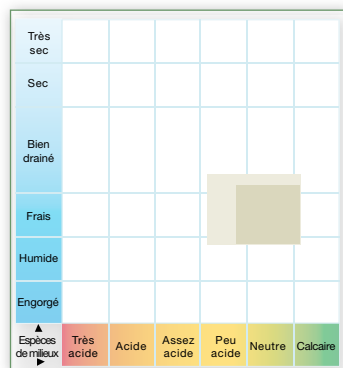 Très
sec
Sec
Bien
drainé
Frais
Humide
Engorgé
Espèces
de milieux
Très
acide
Acide
Assez
acide
Peu
acide
Neutre
Calcaire